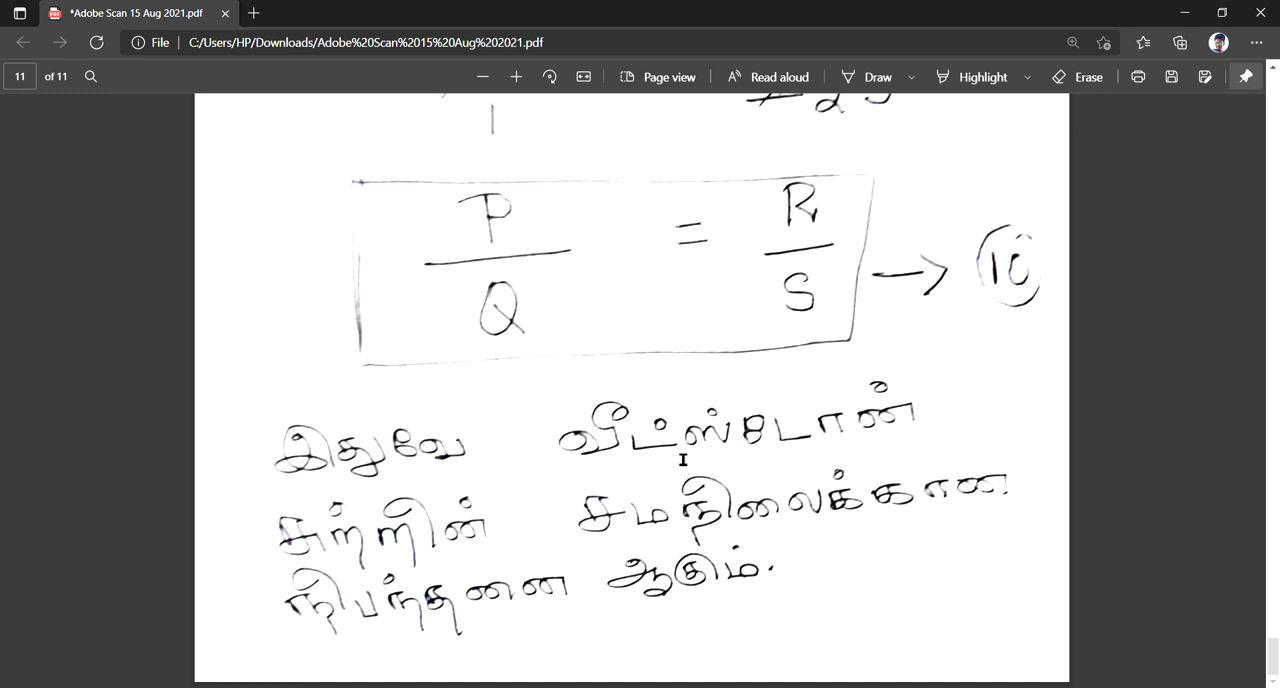 *Adobe Scan 15 Aug 2021.pdf
File | C:/Users/HP/Downloads/Adobe%20Scan%2015%20Aug%202021.pdf
11 of 11 Page view Read aloud Draw Highlight Erase
P/Q = R/S → 10
இதுவே வீட்ஸ்டோன்
சுற்றின் சமநிலைக்கான
நிபந்தனை ஆகும்.